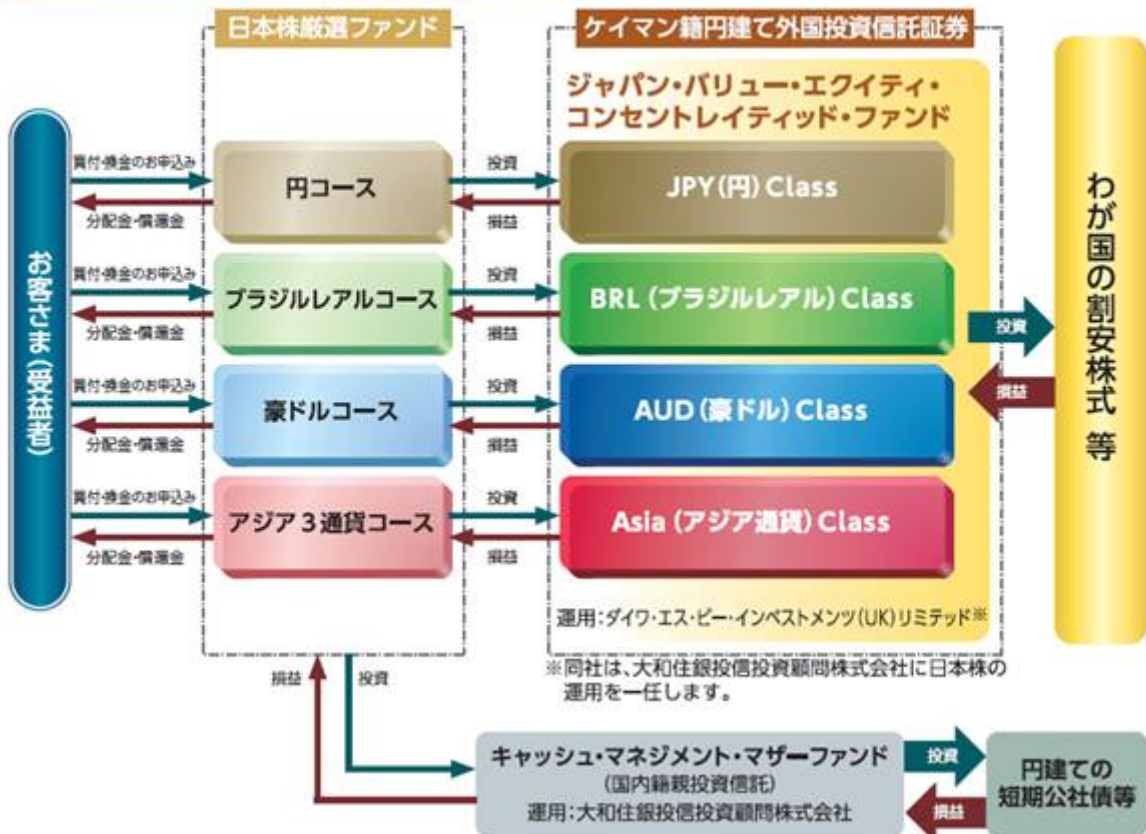 日本株厳選ファンド
ケイマン籍円建て外国投資信託証券
ジャパン・バリュー・エクイティ・
コンセントレイティッド・ファンド
お客さま(受益者)
買付・換金のお申込み
分配金・償還金
円コース
投資
損益
JPY(円)Class
買付・換金のお申込み
分配金・償還金
ブラジルレアルコース
投資
損益
BRL(ブラジルレアル)Class
買付・換金のお申込み
分配金・償還金
豪ドルコース
投資
損益
AUD(豪ドル)Class
買付・換金のお申込み
分配金・償還金
アジア3通貨コース
投資
損益
Asia(アジア通貨)Class
投資
損益
わが国の割安株式 等
運用:ダイワ・エス・ビー・インベストメンツ(UK)リミテッド※
※同社は、大和住銀投信投資顧問株式会社に日本株の
運用を一任します。
損益
投資
キャッシュ・マネジメント・マザーファンド
(国内籍親投資信託)
運用:大和住銀投信投資顧問株式会社
投資
損益
円建ての
短期公社債等